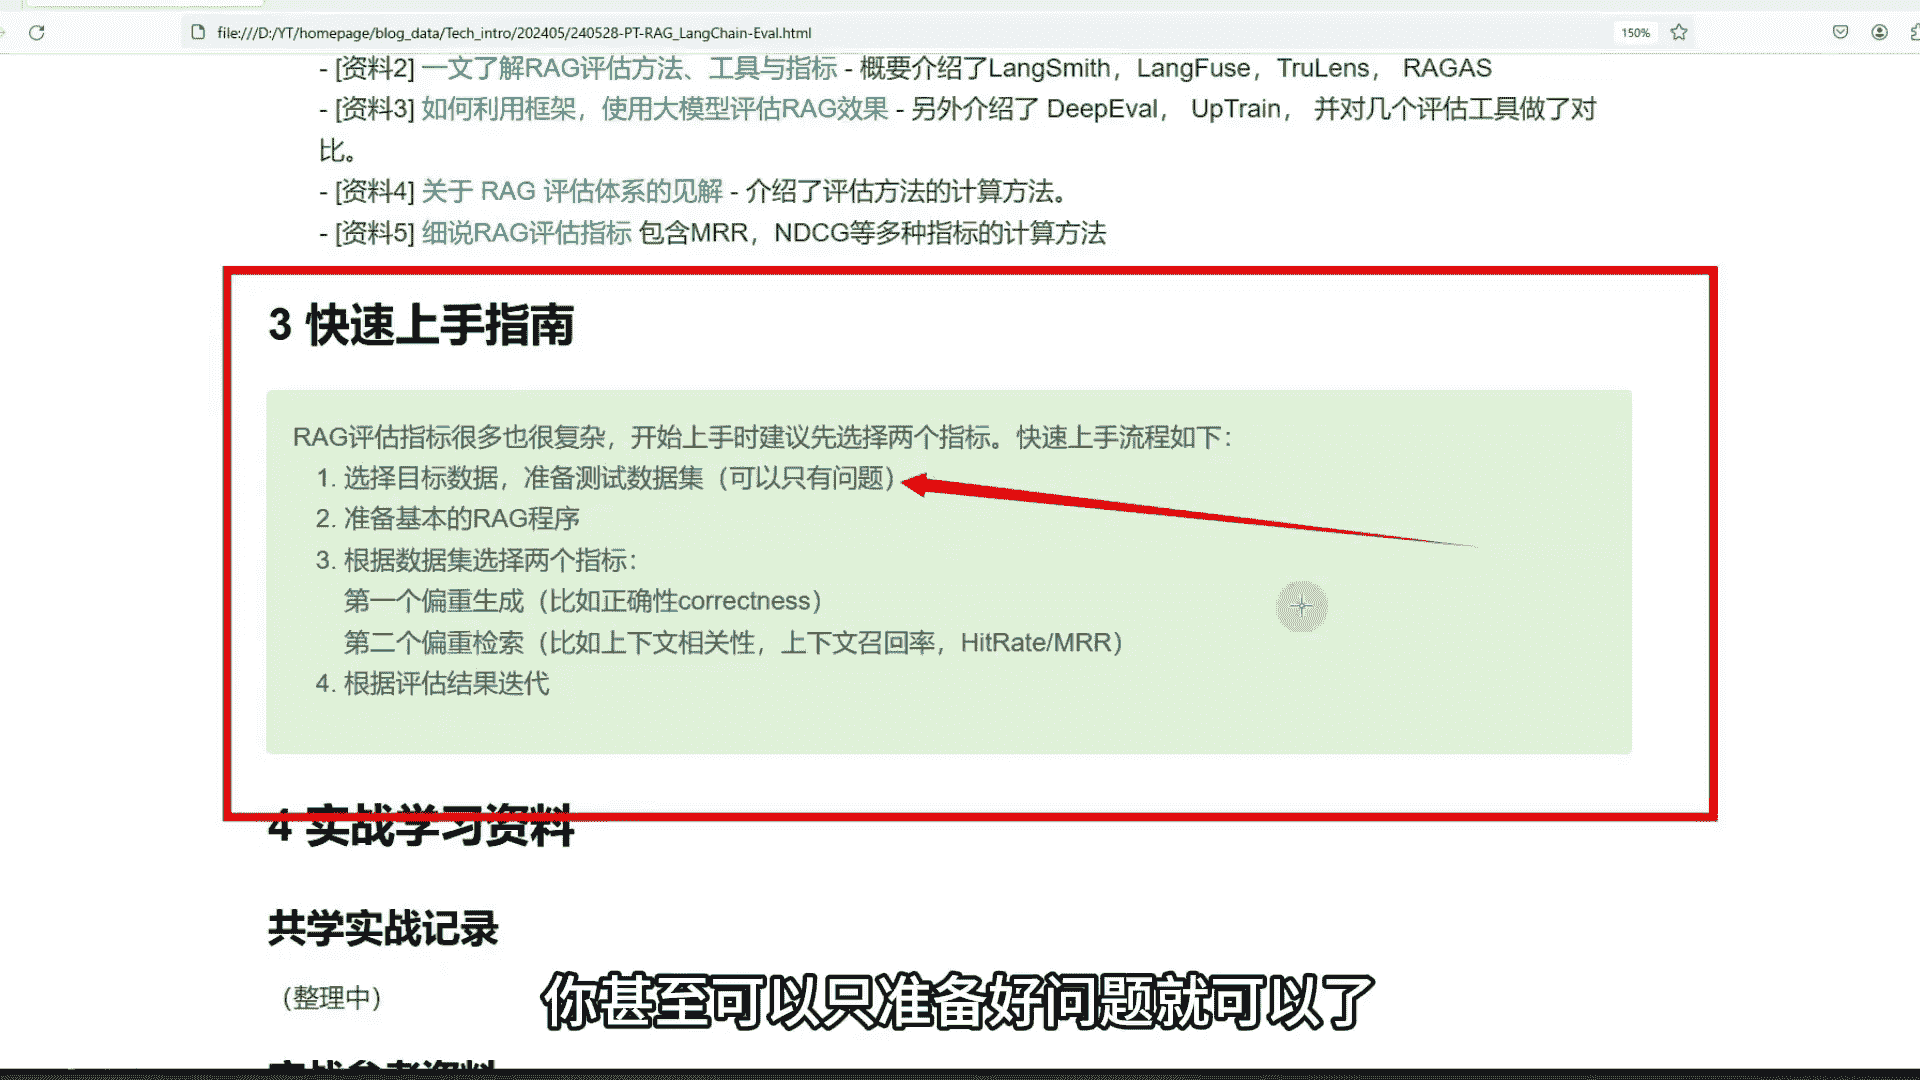 file:///D:/YT/homepage/blog_data/Tech_intro/202405/240528-PT-RAG_LangChain-Eval.html
150%
- [资料2] 一文了解RAG评估方法、工具与指标 - 概要介绍了LangSmith，LangFuse，TruLens， RAGAS
- [资料3] 如何利用框架，使用大模型评估RAG效果 - 另外介绍了 DeepEval， UpTrain， 并对几个评估工具做了对
比。
- [资料4] 关于 RAG 评估体系的见解 - 介绍了评估方法的计算方法。
- [资料5] 细说RAG评估指标 包含MRR，NDCG等多种指标的计算方法
3 快速上手指南
RAG评估指标很多也很复杂，开始上手时建议先选择两个指标。快速上手流程如下：
1. 选择目标数据，准备测试数据集（可以只有问题）
2. 准备基本的RAG程序
3. 根据数据集选择两个指标：
第一个偏重生成（比如正确性correctness）
第二个偏重检索（比如上下文相关性，上下文召回率，HitRate/MRR）
4. 根据评估结果迭代
4 实战学习资料
共学实战记录
（整理中）
你甚至可以只准备好问题就可以了
实战参考资料